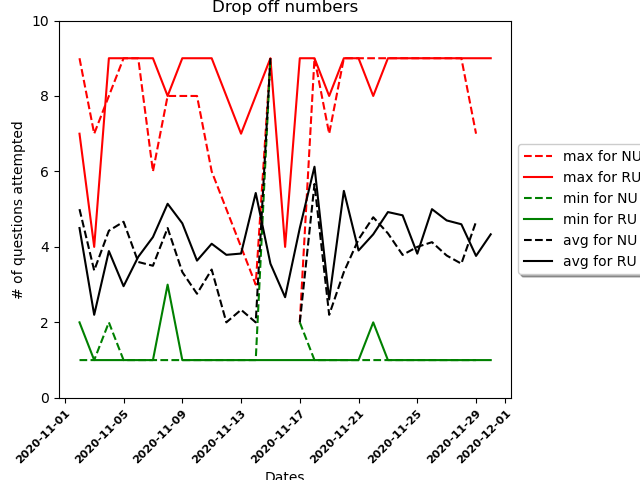 Drop off numbers
# of questions attempted
10
8
6
4
2
0
2020-11-01
2020-11-05
2020-11-09
2020-11-13
2020-11-17
2020-11-21
2020-11-25
2020-11-29
2020-12-01
Dates
max for NU
max for RU
min for NU
min for RU
avg for NU
avg for RU